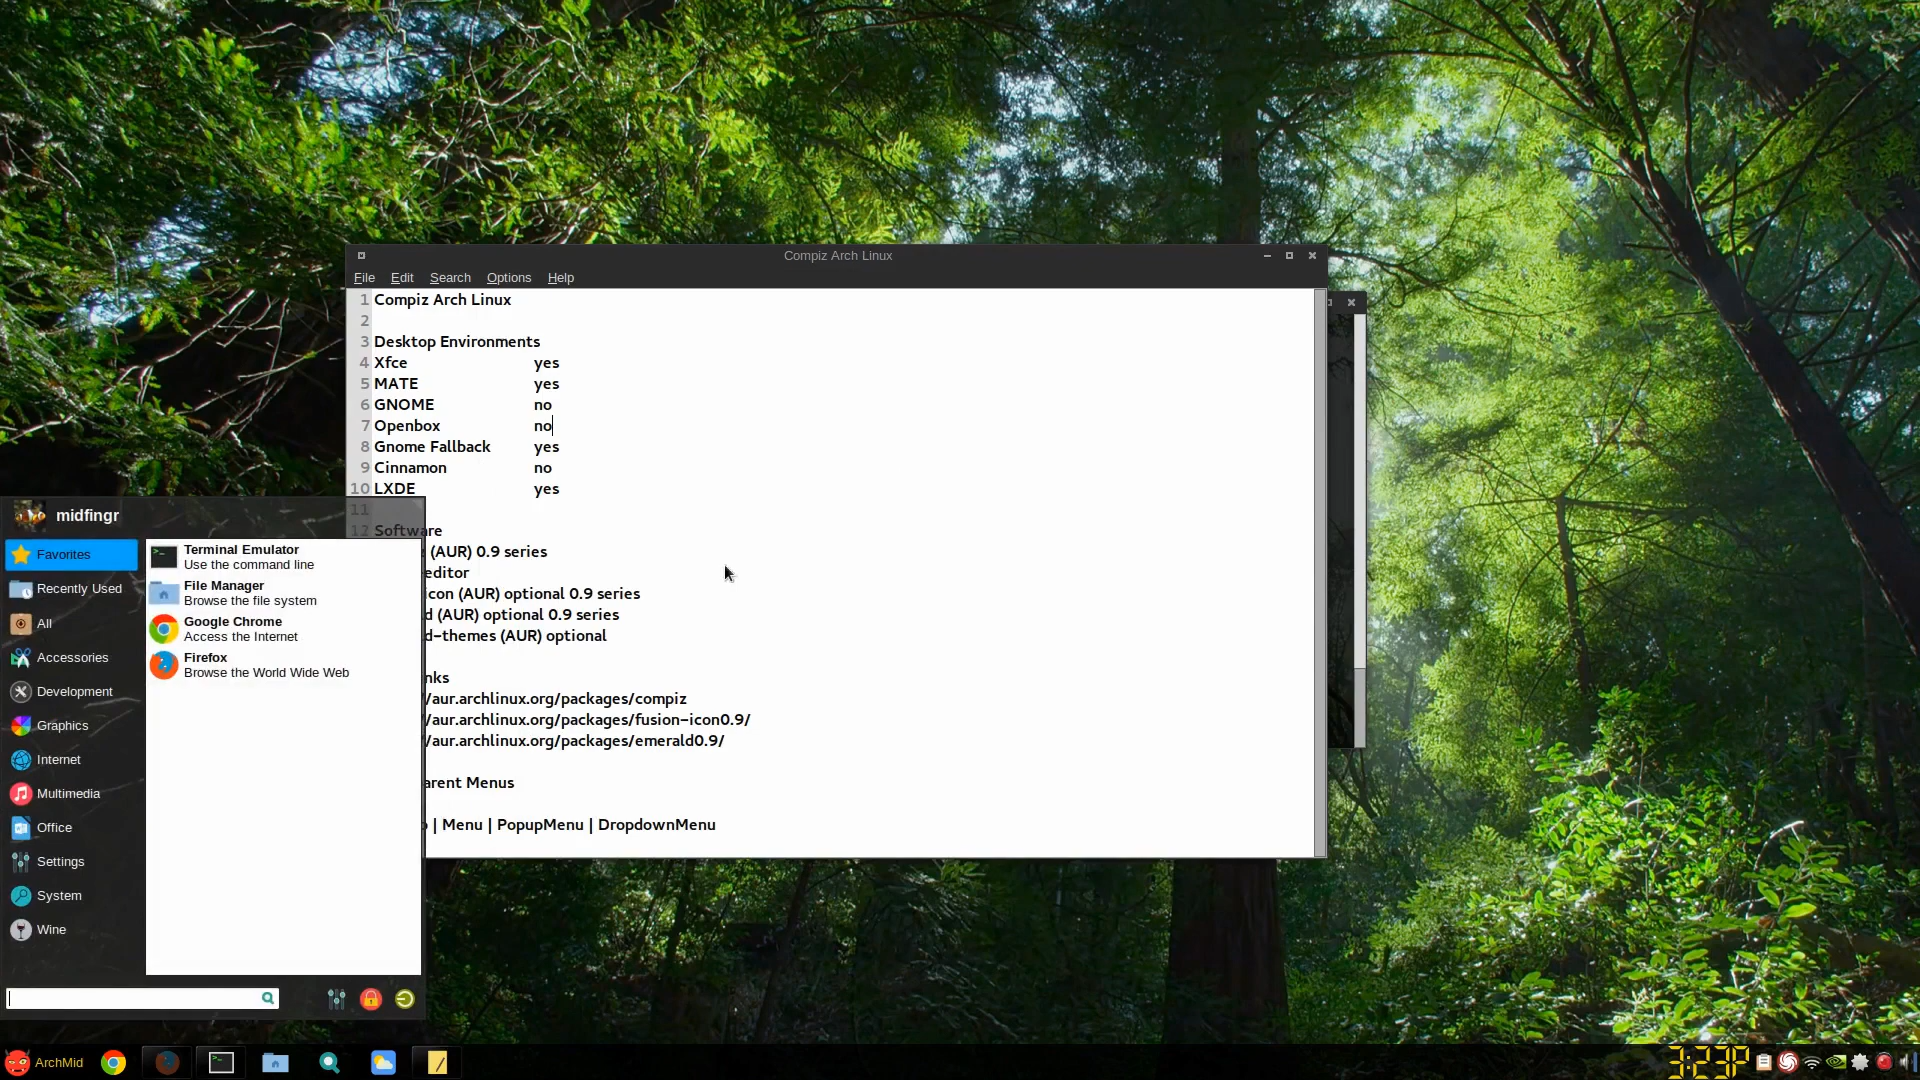 Compiz Arch Linux
File Edit Search Options Help
1 Compiz Arch Linux
2
3 Desktop Environments
4 Xfce yes
5 MATE yes
6 GNOME no
7 Openbox no
8 Gnome Fallback yes
9 Cinnamon no
10 LXDE yes
11
12 Software
(AUR) 0.9 series
editor
icon (AUR) optional 0.9 series
d (AUR) optional 0.9 series
d-themes (AUR) optional
nks
/aur.archlinux.org/packages/compiz
/aur.archlinux.org/packages/fusion-icon0.9/
/aur.archlinux.org/packages/emerald0.9/
arent Menus
| Menu | PopupMenu | DropdownMenu
midfingr
Favorites
Recently Used
All
Accessories
Development
Graphics
Internet
Multimedia
Office
Settings
System
Wine
Terminal Emulator
Use the command line
File Manager
Browse the file system
Google Chrome
Access the Internet
Firefox
Browse the World Wide Web
ArchMid
3:23P